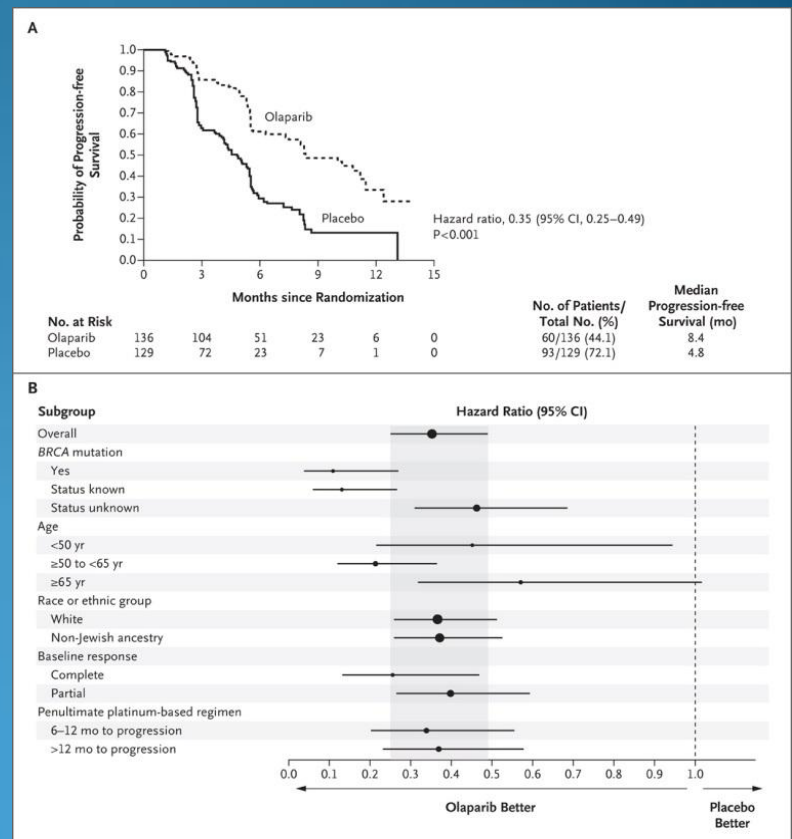 A
Probability of Progression-free
Survival
1.0
0.9
0.8
0.7
0.6
0.5
0.4
0.3
0.2
0.1
0.0
Olaparib
Placebo
Hazard ratio, 0.35 (95% CI, 0.25–0.49)
P<0.001
0 3 6 9 12 15
Months since Randomization
No. at Risk
No. of Patients/
Total No. (%)
Median
Progression-free
Survival (mo)
Olaparib 136 104 51 23 6 0 60/136 (44.1) 8.4
Placebo 129 72 23 7 1 0 93/129 (72.1) 4.8
B
Subgroup Hazard Ratio (95% CI)
Overall
BRCA mutation
Yes
Status known
Status unknown
Age
<50 yr
≥50 to <65 yr
≥65 yr
Race or ethnic group
White
Non-Jewish ancestry
Baseline response
Complete
Partial
Penultimate platinum-based regimen
6–12 mo to progression
>12 mo to progression
0.0 0.1 0.2 0.3 0.4 0.5 0.6 0.7 0.8 0.9 1.0
Olaparib Better
Placebo
Better